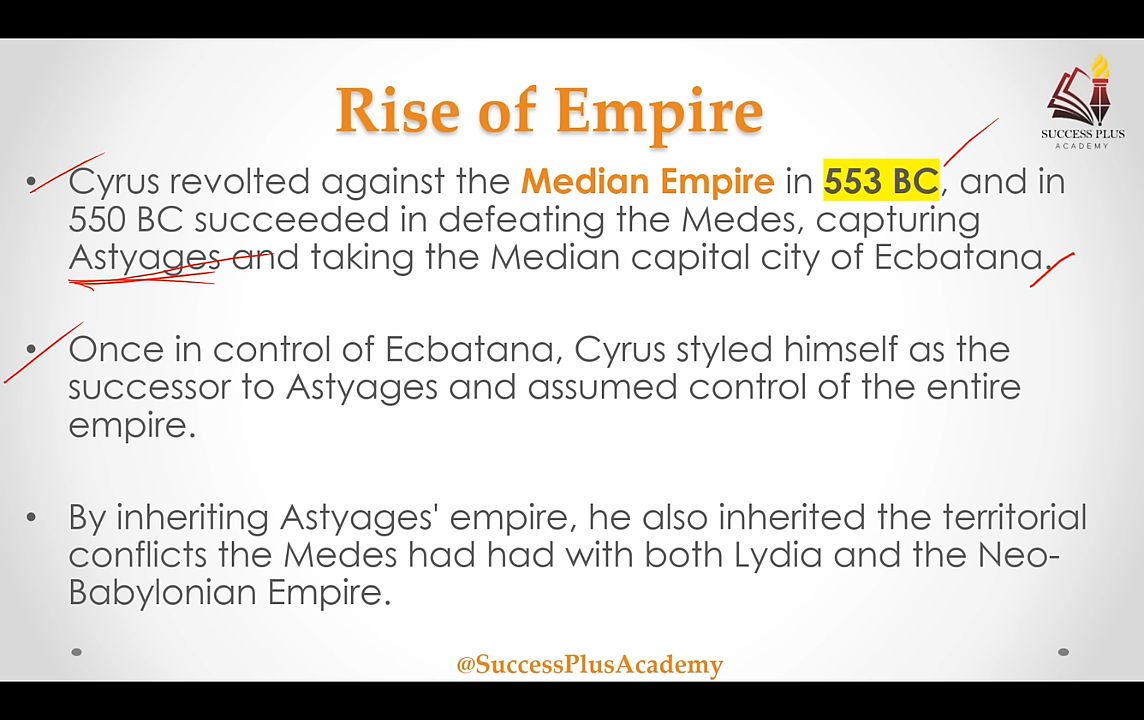 Rise of Empire
SUCCESS PLUS
ACADEMY
• Cyrus revolted against the Median Empire in 553 BC, and in
550 BC succeeded in defeating the Medes, capturing
Astyages and taking the Median capital city of Ecbatana.
• Once in control of Ecbatana, Cyrus styled himself as the
successor to Astyages and assumed control of the entire
empire.
• By inheriting Astyages' empire, he also inherited the territorial
conflicts the Medes had had with both Lydia and the Neo-
Babylonian Empire.
@SuccessPlusAcademy